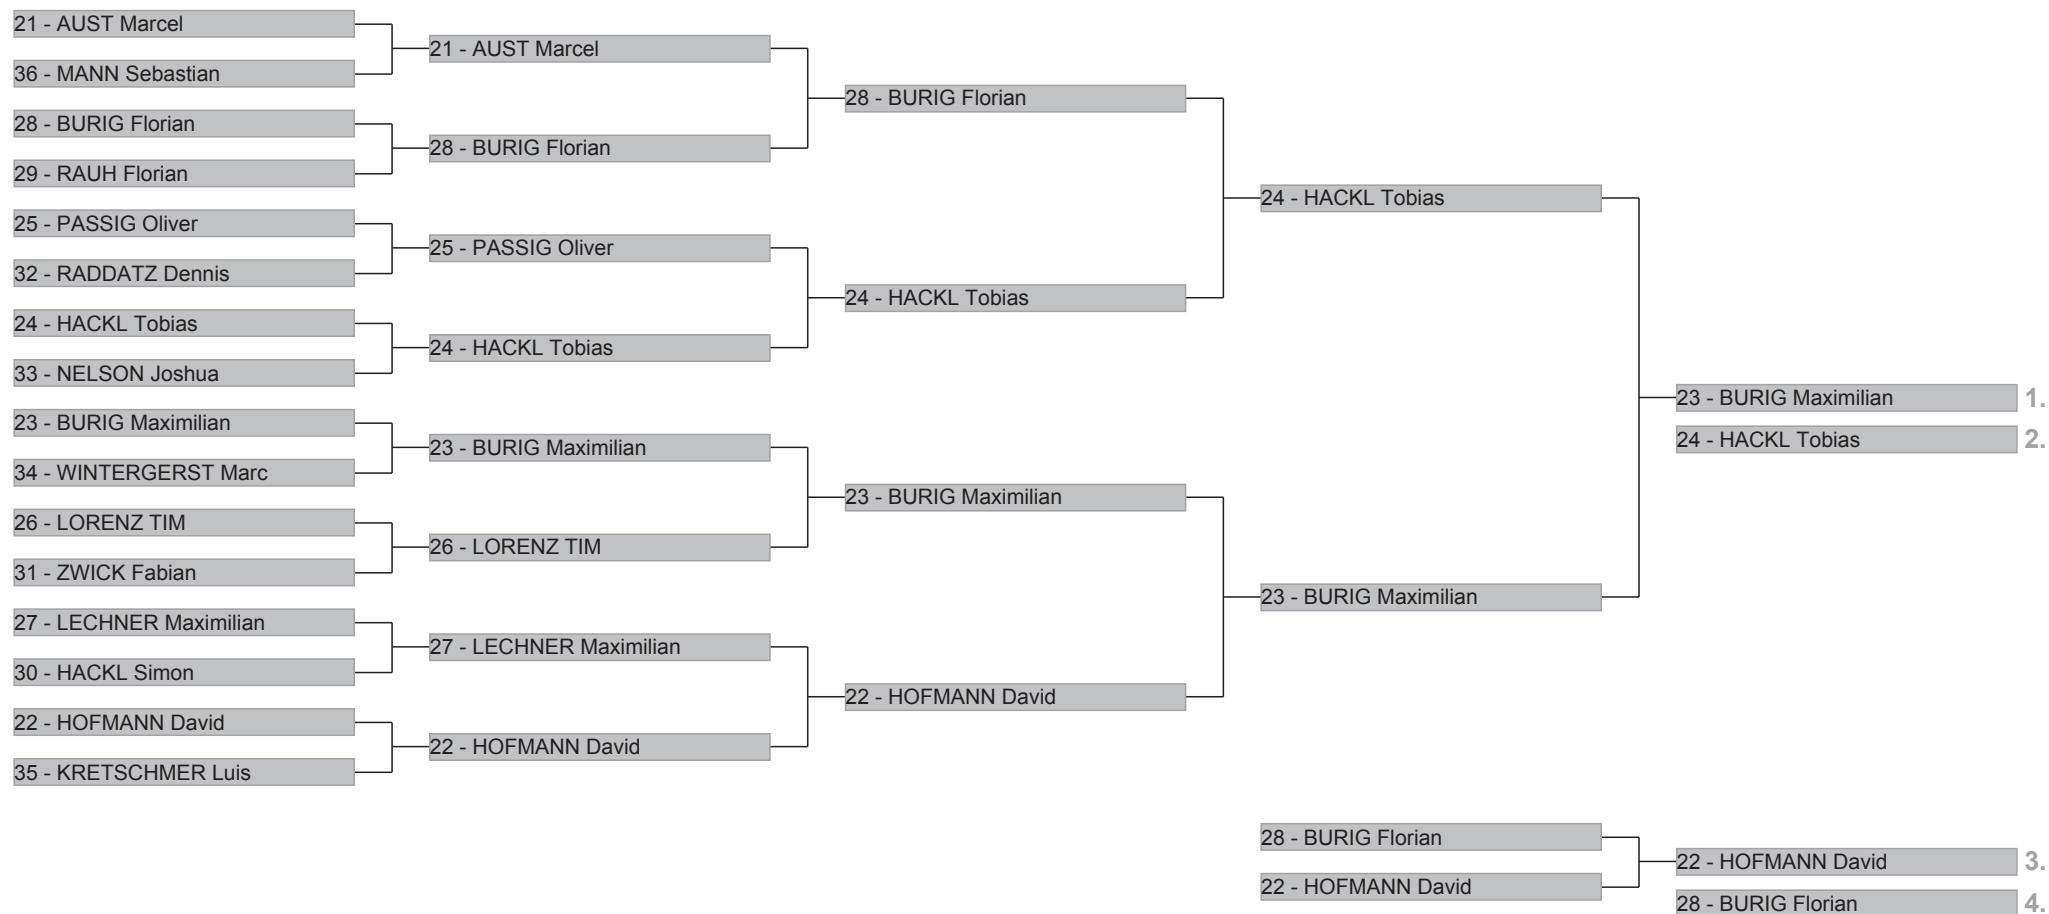 21 - AUST Marcel
36 - MANN Sebastian
28 - BURIG Florian
29 - RAUH Florian
25 - PASSIG Oliver
32 - RADDATZ Dennis
24 - HACKL Tobias
33 - NELSON Joshua
23 - BURIG Maximilian
34 - WINTERGERST Marc
26 - LORENZ TIM
31 - ZWICK Fabian
27 - LECHNER Maximilian
30 - HACKL Simon
22 - HOFMANN David
35 - KRETSCHMER Luis
21 - AUST Marcel
28 - BURIG Florian
25 - PASSIG Oliver
24 - HACKL Tobias
23 - BURIG Maximilian
26 - LORENZ TIM
27 - LECHNER Maximilian
22 - HOFMANN David
28 - BURIG Florian
24 - HACKL Tobias
23 - BURIG Maximilian
22 - HOFMANN David
24 - HACKL Tobias
23 - BURIG Maximilian
23 - BURIG Maximilian 1.
24 - HACKL Tobias 2.
28 - BURIG Florian
22 - HOFMANN David
22 - HOFMANN David 3.
28 - BURIG Florian 4.